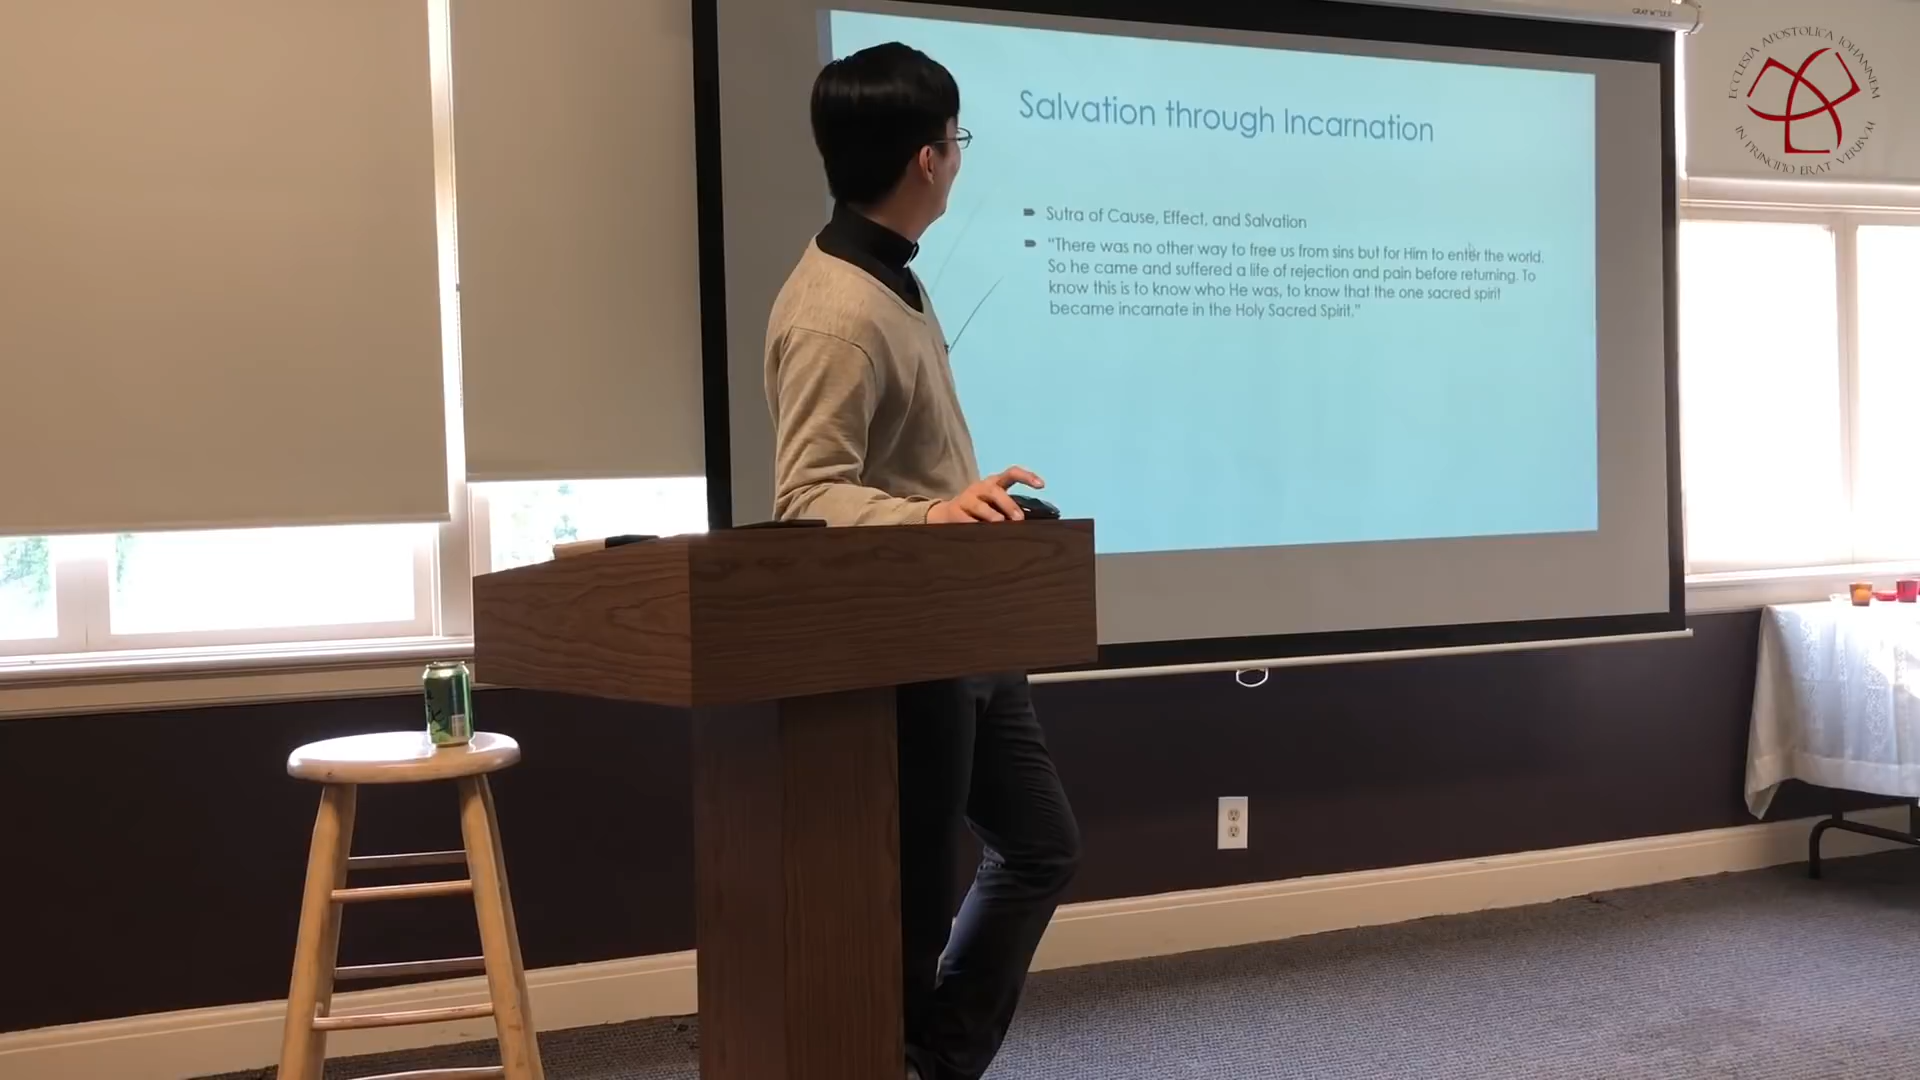 Salvation through Incarnation
Sutra of Cause, Effect, and Salvation
"There was no other way to free us from sins but for Him to enter the world.
So he came and suffered a life of rejection and pain before returning. To
know this is to know who He was, to know that the one sacred spirit
became incarnate in the Holy Sacred Spirit."
ECCLESIA APOSTOLICA IOHANNEM
IN PRINCIPIO ERAT VERBVM